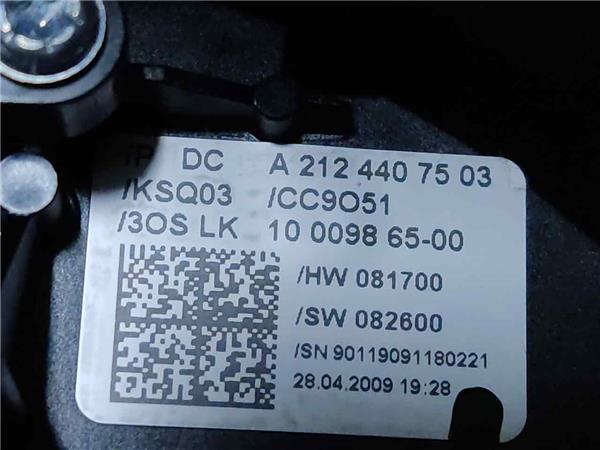 DC A 212 440 75 03
/KSQ03 /CC9O51
/3OS LK 10 0098 65-00
/HW 081700
/SW 082600
/SN 90119091180221
28.04.2009 19:28